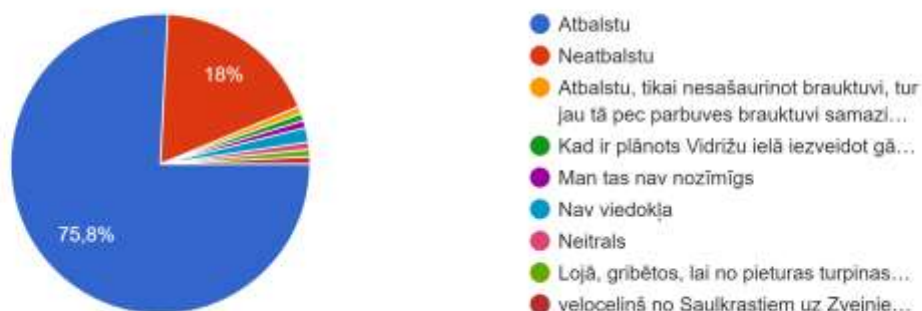 18%
75,8%
Atbalstu
Neatbalstu
Atbalstu, tikai nesašaurinot brauktuvi, tur
jau tā pec parbuves brauktuvi samazi...
Kad ir plānots Vidrižu ielā iezveidot gā...
Man tas nav nozīmīgs
Nav viedokļa
Neitrals
Lojā, gribētos, lai no pieturas turpinas...
veloceliņš no Saulkrastiem uz Zvejnie...